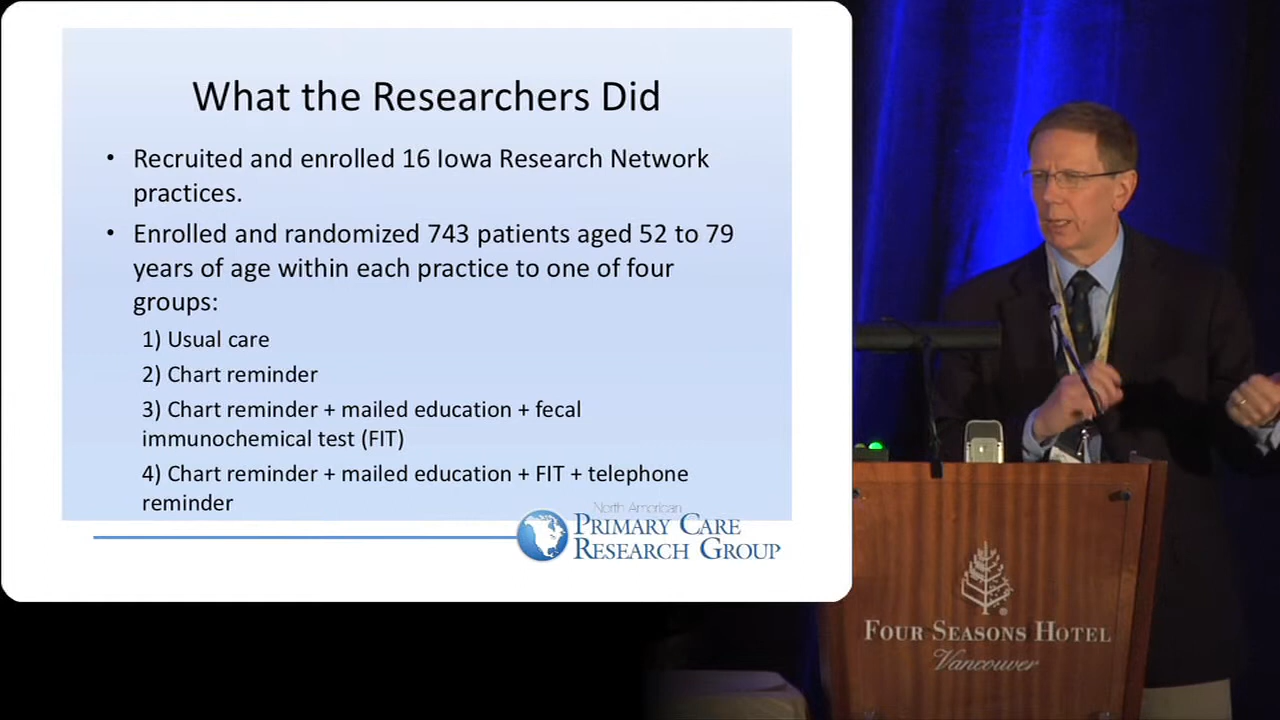 What the Researchers Did
• Recruited and enrolled 16 Iowa Research Network
practices.
• Enrolled and randomized 743 patients aged 52 to 79
years of age within each practice to one of four
groups:
1) Usual care
2) Chart reminder
3) Chart reminder + mailed education + fecal
immunochemical test (FIT)
4) Chart reminder + mailed education + FIT + telephone
reminder
North American
PRIMARY CARE
RESEARCH GROUP
FOUR SEASONS HOTEL
Vancouver